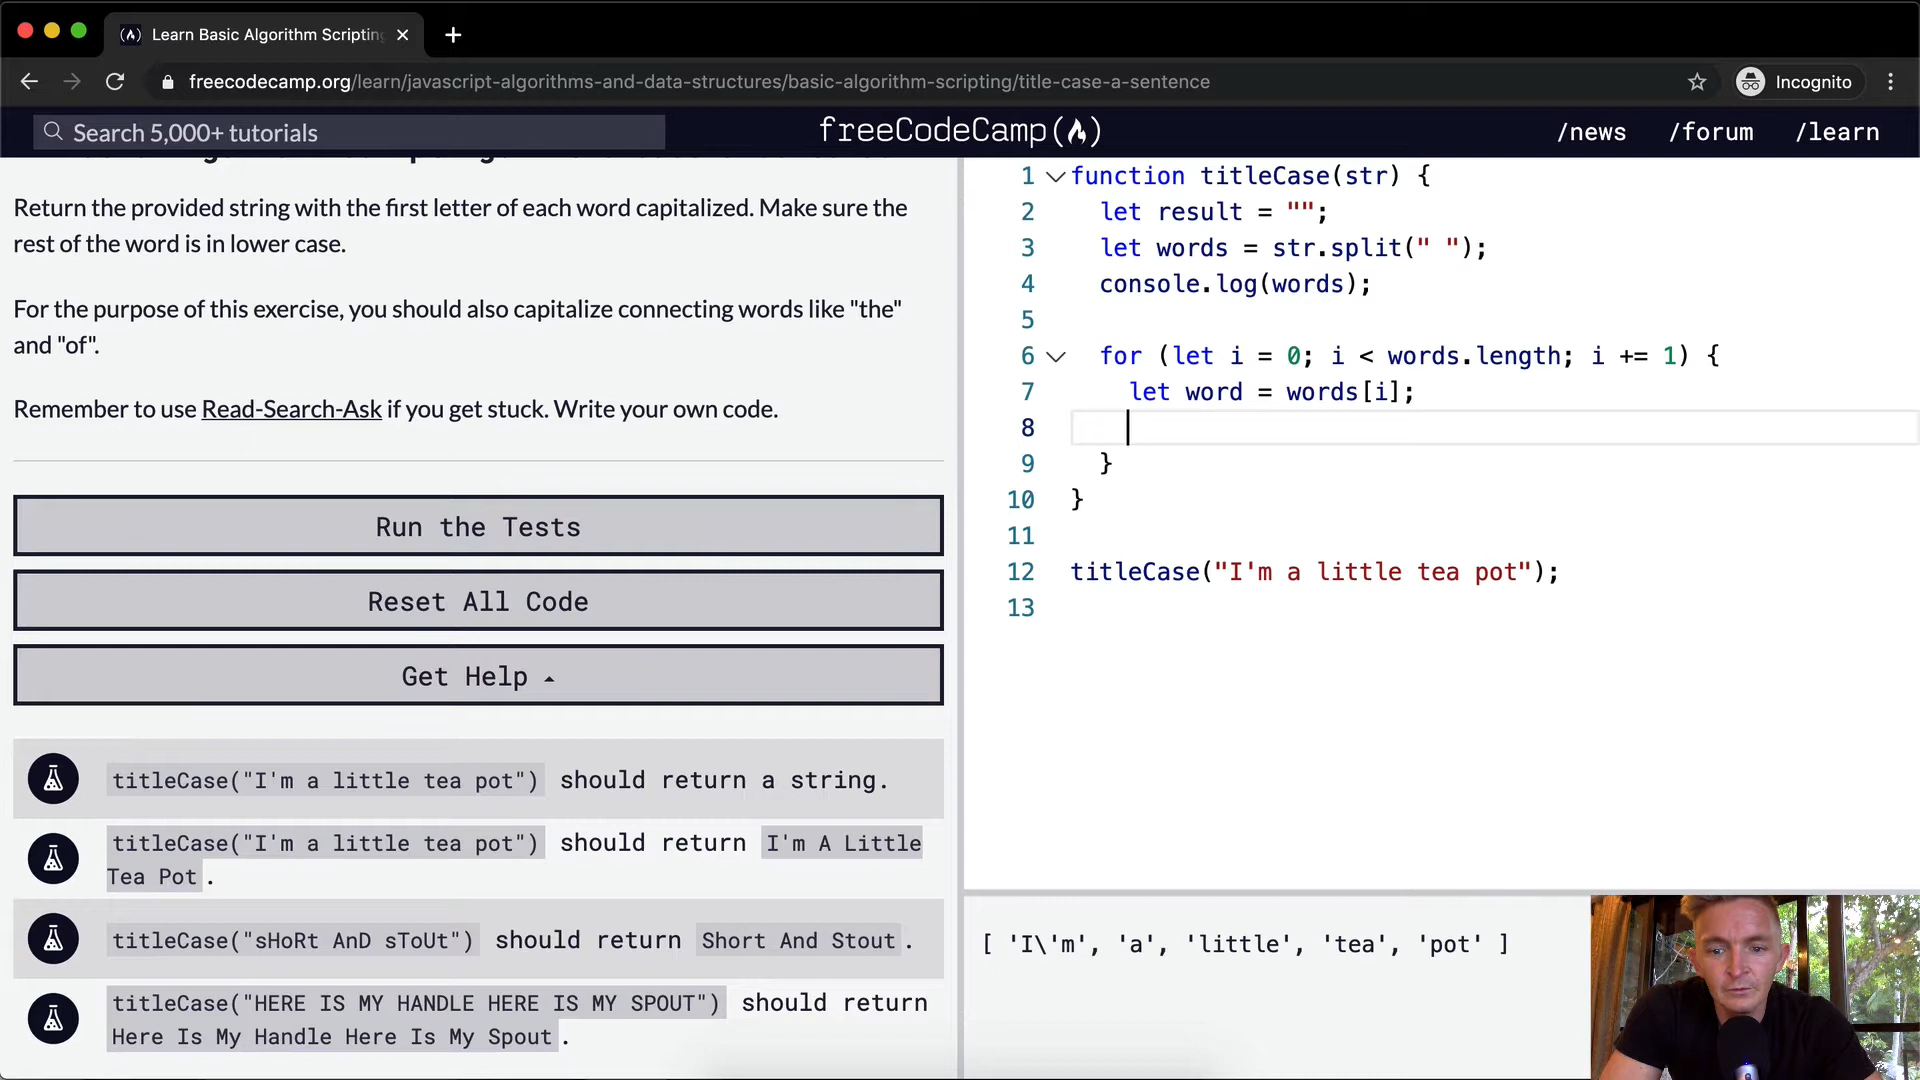 Learn Basic Algorithm Scripting
freecodecamp.org/learn/javascript-algorithms-and-data-structures/basic-algorithm-scripting/title-case-a-sentence
Incognito
Search 5,000+ tutorials
freeCodeCamp(🔥)
/news /forum /learn
Return the provided string with the first letter of each word capitalized. Make sure the
rest of the word is in lower case.
For the purpose of this exercise, you should also capitalize connecting words like "the"
and "of".
Remember to use Read-Search-Ask if you get stuck. Write your own code.
Run the Tests
Reset All Code
Get Help
titleCase("I'm a little tea pot") should return a string.
titleCase("I'm a little tea pot") should return I'm A Little
Tea Pot .
titleCase("sHoRt AnD sToUt") should return Short And Stout .
titleCase("HERE IS MY HANDLE HERE IS MY SPOUT") should return
Here Is My Handle Here Is My Spout .
1 function titleCase(str) {
2 let result = "";
3 let words = str.split(" ");
4 console.log(words);
5
6 for (let i = 0; i < words.length; i += 1) {
7 let word = words[i];
8
9 }
10 }
11
12 titleCase("I'm a little tea pot");
13
[ 'I\'m', 'a', 'little', 'tea', 'pot' ]